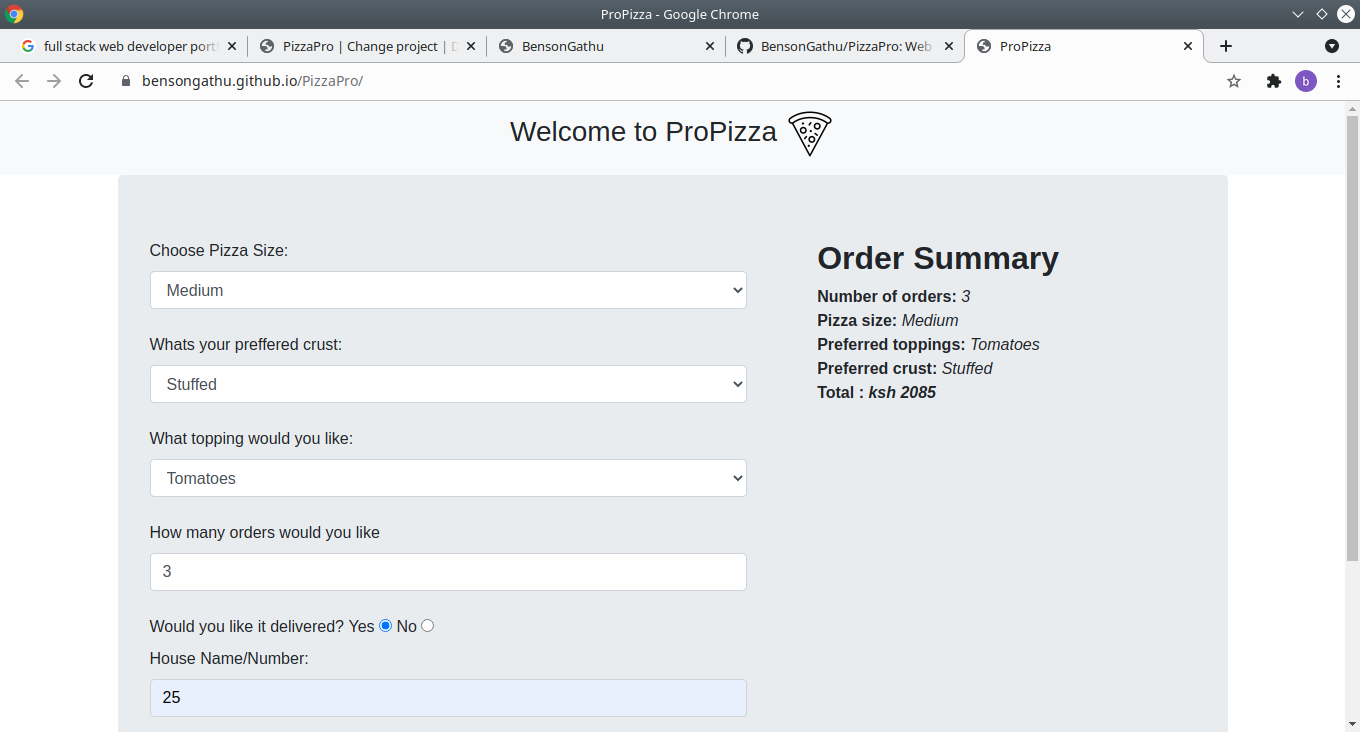 ProPizza - Google Chrome
full stack web developer port
PizzaPro | Change project |
BensonGathu
BensonGathu/PizzaPro: Web
ProPizza
bensongathu.github.io/PizzaPro/
b
Welcome to ProPizza
Choose Pizza Size:
Medium
Whats your preffered crust:
Stuffed
What topping would you like:
Tomatoes
How many orders would you like
3
Would you like it delivered? Yes No
House Name/Number:
25
Order Summary
Number of orders: 3
Pizza size: Medium
Preferred toppings: Tomatoes
Preferred crust: Stuffed
Total : ksh 2085